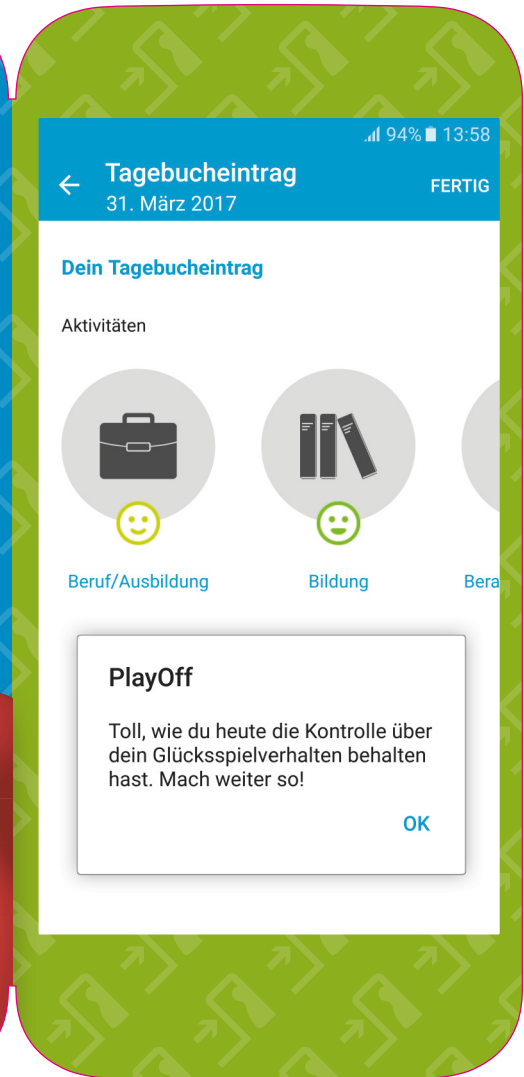 94% 13:58
Tagebucheintrag
FERTIG
31. März 2017
Dein Tagebucheintrag
Aktivitäten
Beruf/Ausbildung Bildung Bera
PlayOff
Toll, wie du heute die Kontrolle über
dein Glücksspielverhalten behalten
hast. Mach weiter so!
OK